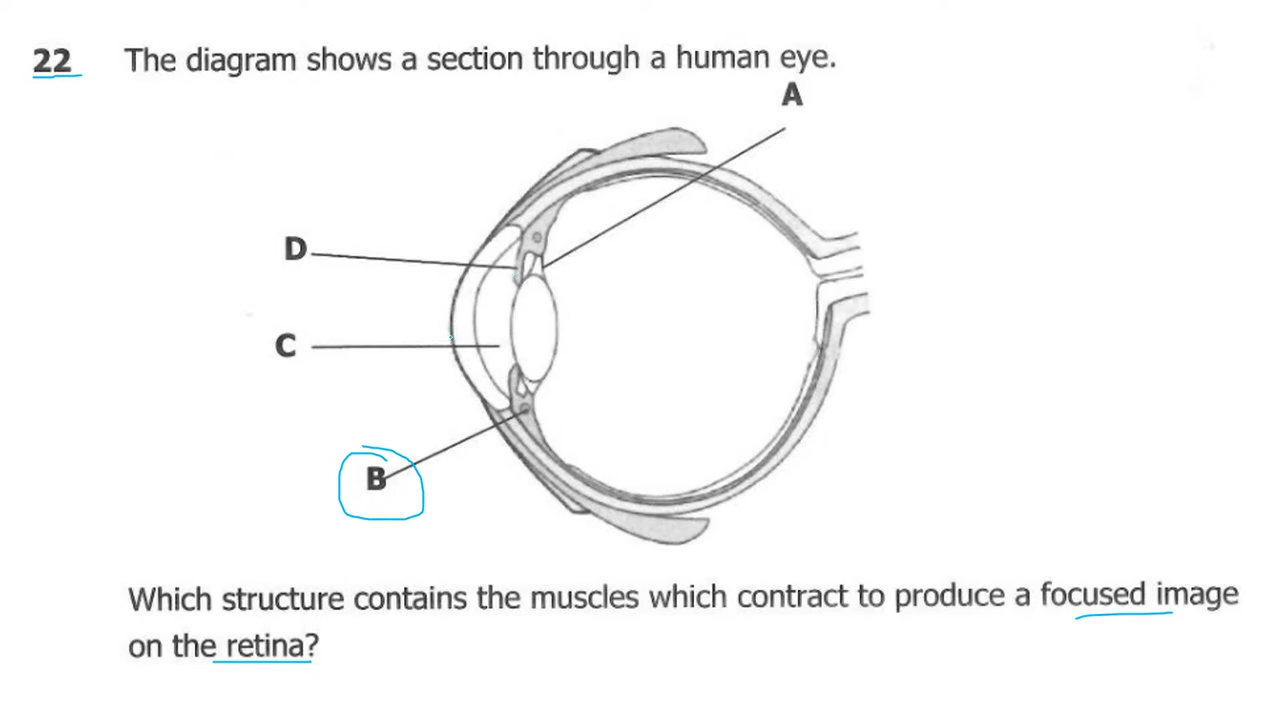 22 The diagram shows a section through a human eye.
A
D
C
B
Which structure contains the muscles which contract to produce a focused image
on the retina?